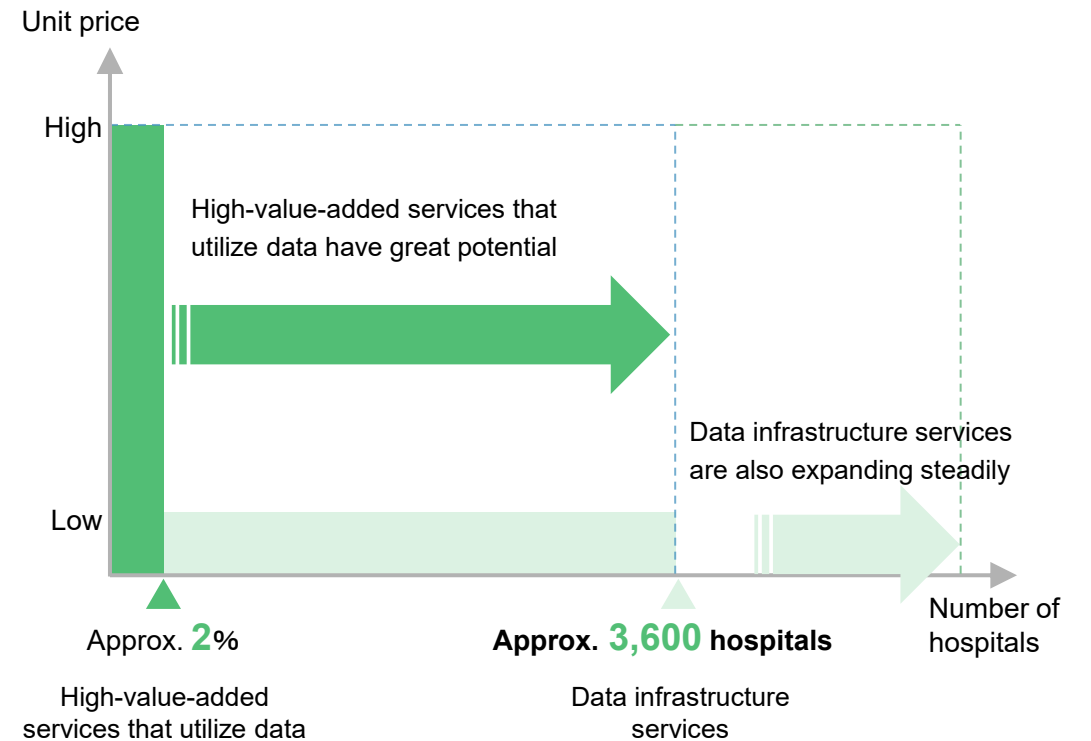 Unit price
High
High-value-added services that
utilize data have great potential
Data infrastructure services
are also expanding steadily
Low
Number of
hospitals
Approx. 2%
Approx. 3,600 hospitals
High-value-added
services that utilize data
Data infrastructure
services